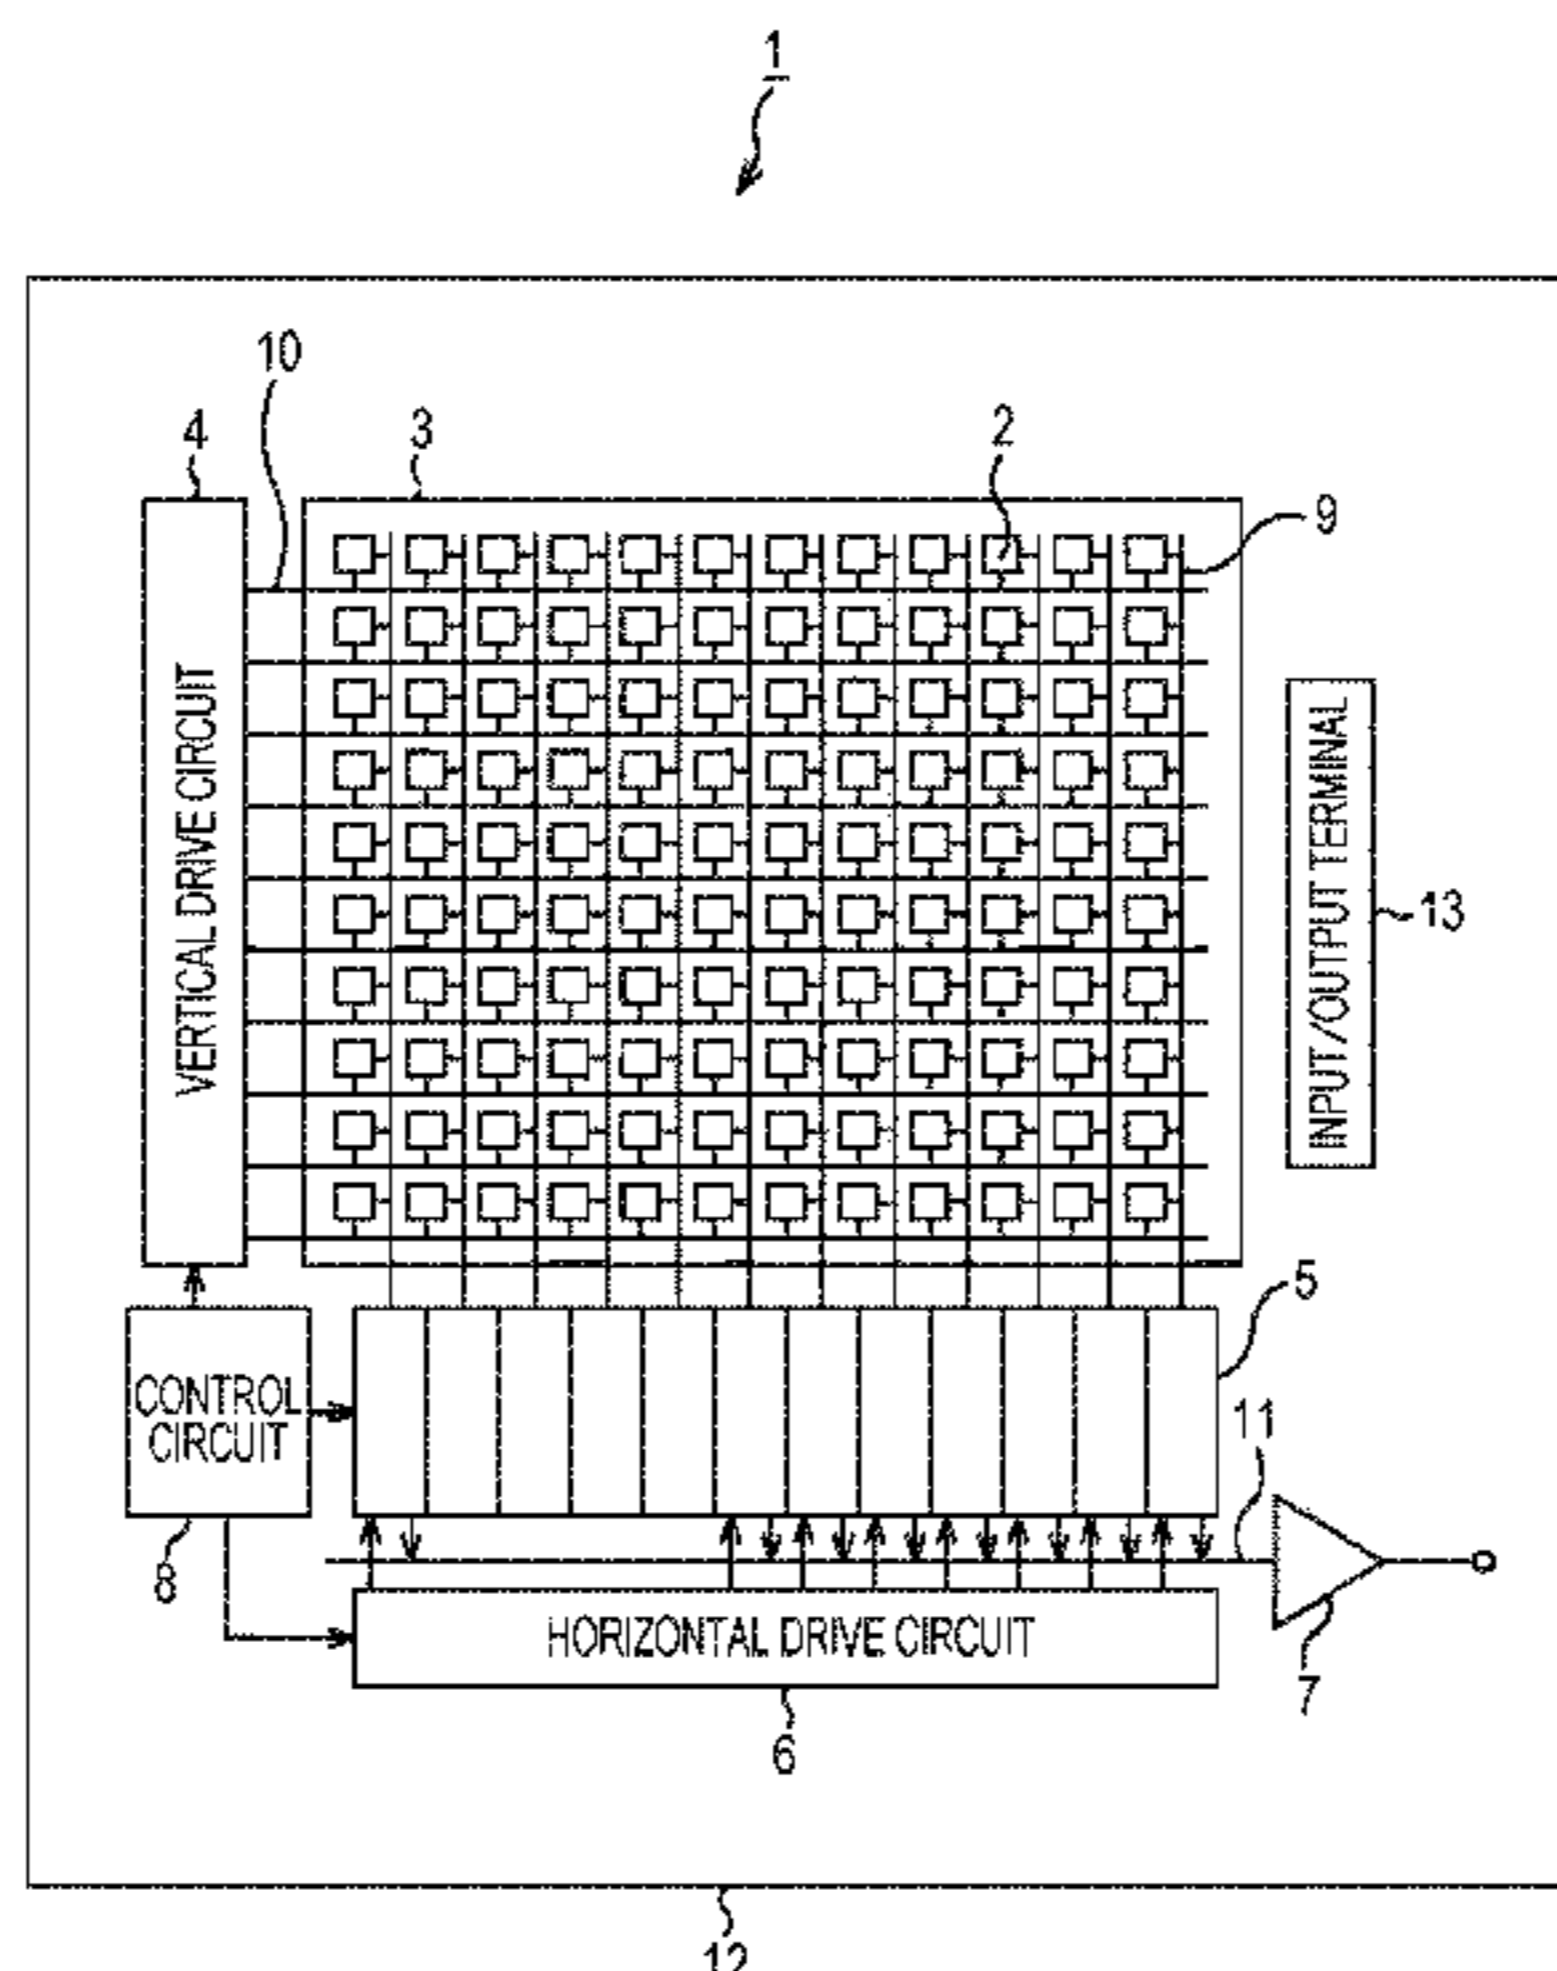 1
10
4
3
2
9
VERTICAL DRIVE CIRCUIT
INPUT/OUTPUT TERMINAL
13
5
CONTROL
CIRCUIT
11
8
HORIZONTAL DRIVE CIRCUIT
7
6
12